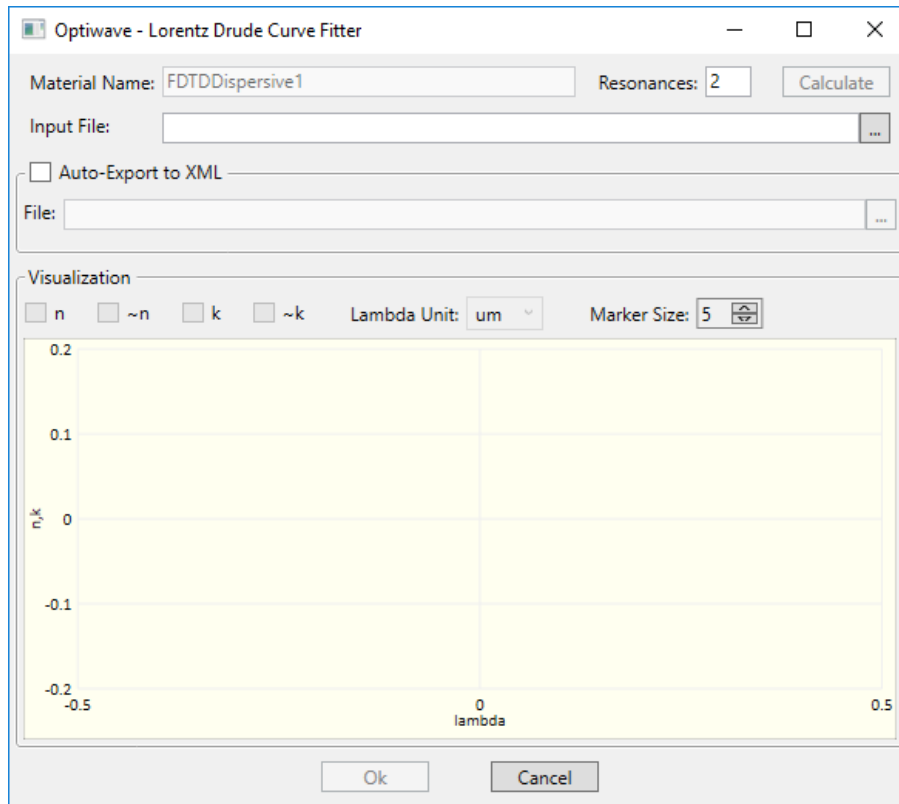 Optiwave - Lorentz Drude Curve Fitter
Material Name: FDTDDispersive1 Resonances: 2 Calculate
Input File: ...
Auto-Export to XML
File: ...
Visualization
n ~n k ~k Lambda Unit: um Marker Size: 5
0.2
0.1
n,k 0
-0.1
-0.2
-0.5 0 0.5
lambda
Ok Cancel